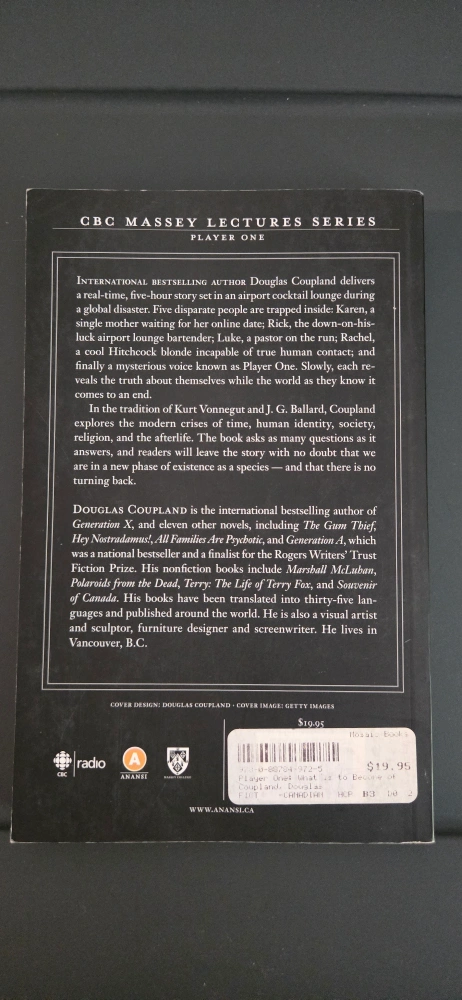 CBC MASSEY LECTURES SERIES
PLAYER ONE
INTERNATIONAL BESTSELLING AUTHOR Douglas Coupland delivers
a real-time, five-hour story set in an airport cocktail lounge during
a global disaster. Five disparate people are trapped inside: Karen, a
single mother waiting for her online date; Rick, the down-on-his-
luck airport lounge bartender; Luke, a pastor on the run; Rachel,
a cool Hitchcock blonde incapable of true human contact; and
finally a mysterious voice known as Player One. Slowly, each re-
veals the truth about themselves while the world as they know it
comes to an end.
In the tradition of Kurt Vonnegut and J. G. Ballard, Coupland
explores the modern crises of time, human identity, society,
religion, and the afterlife. The book asks as many questions as it
answers, and readers will leave the story with no doubt that we
are in a new phase of existence as a species — and that there is no
turning back.
DOUGLAS COUPLAND is the international bestselling author of
Generation X, and eleven other novels, including The Gum Thief,
Hey Nostradamus!, All Families Are Psychotic, and Generation A, which
was a national bestseller and a finalist for the Rogers Writers' Trust
Fiction Prize. His nonfiction books include Marshall McLuhan,
Polaroids from the Dead, Terry: The Life of Terry Fox, and Souvenir
of Canada. His books have been translated into thirty-five lan-
guages and published around the world. He is also a visual artist
and sculptor, furniture designer and screenwriter. He lives in
Vancouver, B.C.
COVER DESIGN: DOUGLAS COUPLAND · COVER IMAGE: GETTY IMAGES
$19.95
Mosaic Books
$19.95
Player One: What Is to Become of
Coupland, Douglas
CANADIAN
CBC radio
A
ANANSI
MASSEY COLLEGE
WWW.ANANSI.CA